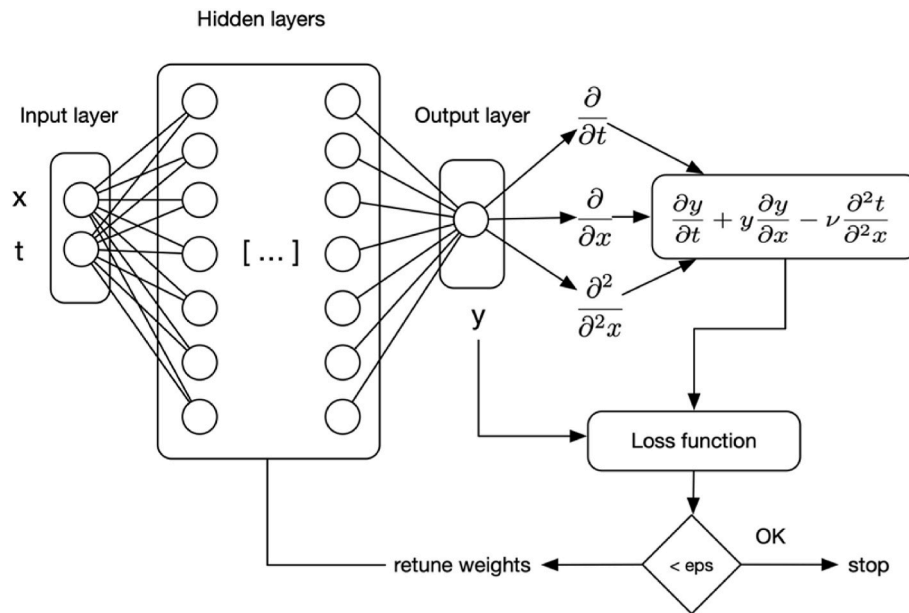 Hidden layers
Input layer
Output layer
x
t
[ ... ]
y
∂/∂t
∂/∂x
∂²/∂²x
∂y/∂t + y ∂y/∂x − ν ∂²t/∂²x
Loss function
< eps
OK
stop
retune weights